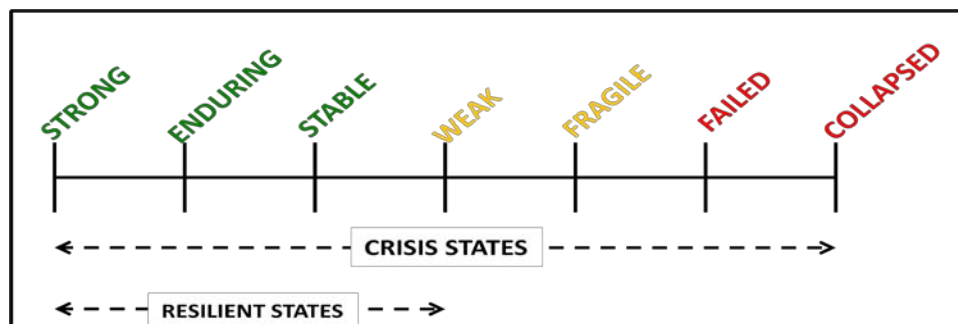 STRONG
ENDURING
STABLE
WEAK
FRAGILE
FAILED
COLLAPSED
CRISIS STATES
RESILIENT STATES